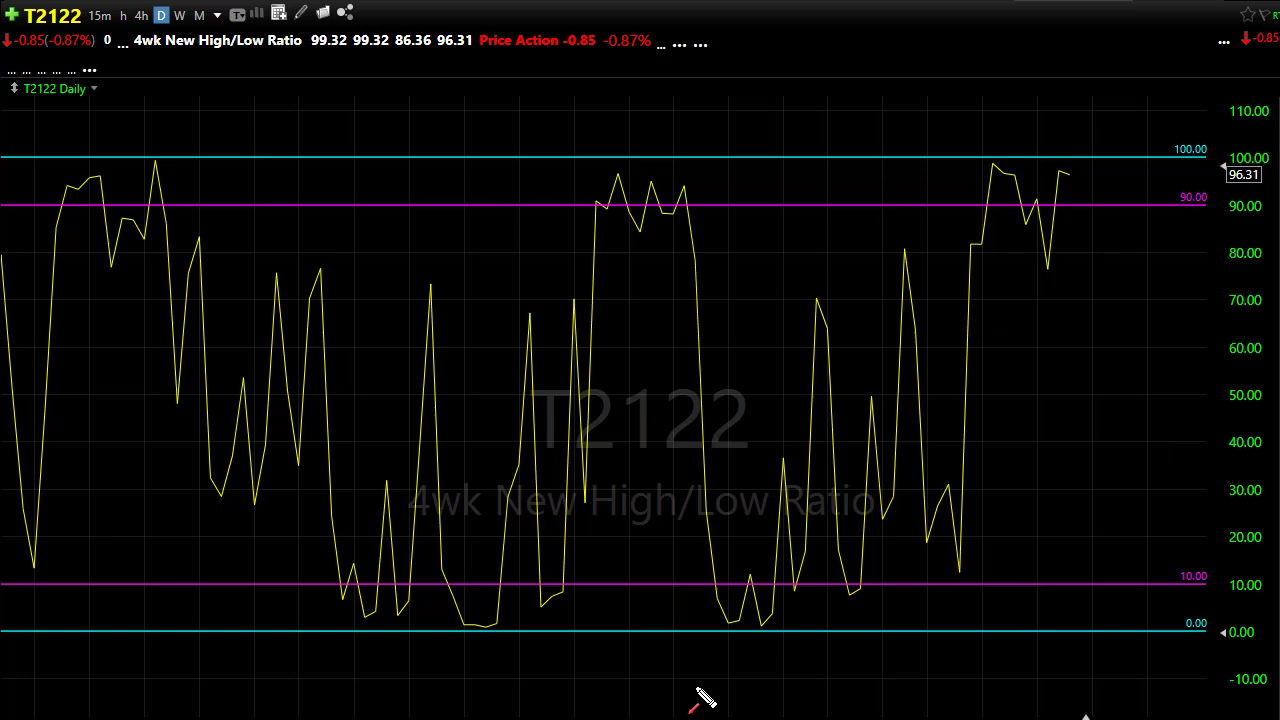 T2122 15m h 4h D W M T
-0.85(-0.87%) 0 ... 4wk New High/Low Ratio 99.32 99.32 86.36 96.31 Price Action -0.85 -0.87% ... ... ... ... -0.85
... ... ... ... ... ...
T2122 Daily
110.00
100.00 100.00
96.31
90.00 90.00
80.00
70.00
60.00
50.00
T2122
40.00
4wk New High/Low Ratio
30.00
20.00
10.00 10.00
0.00 0.00
-10.00